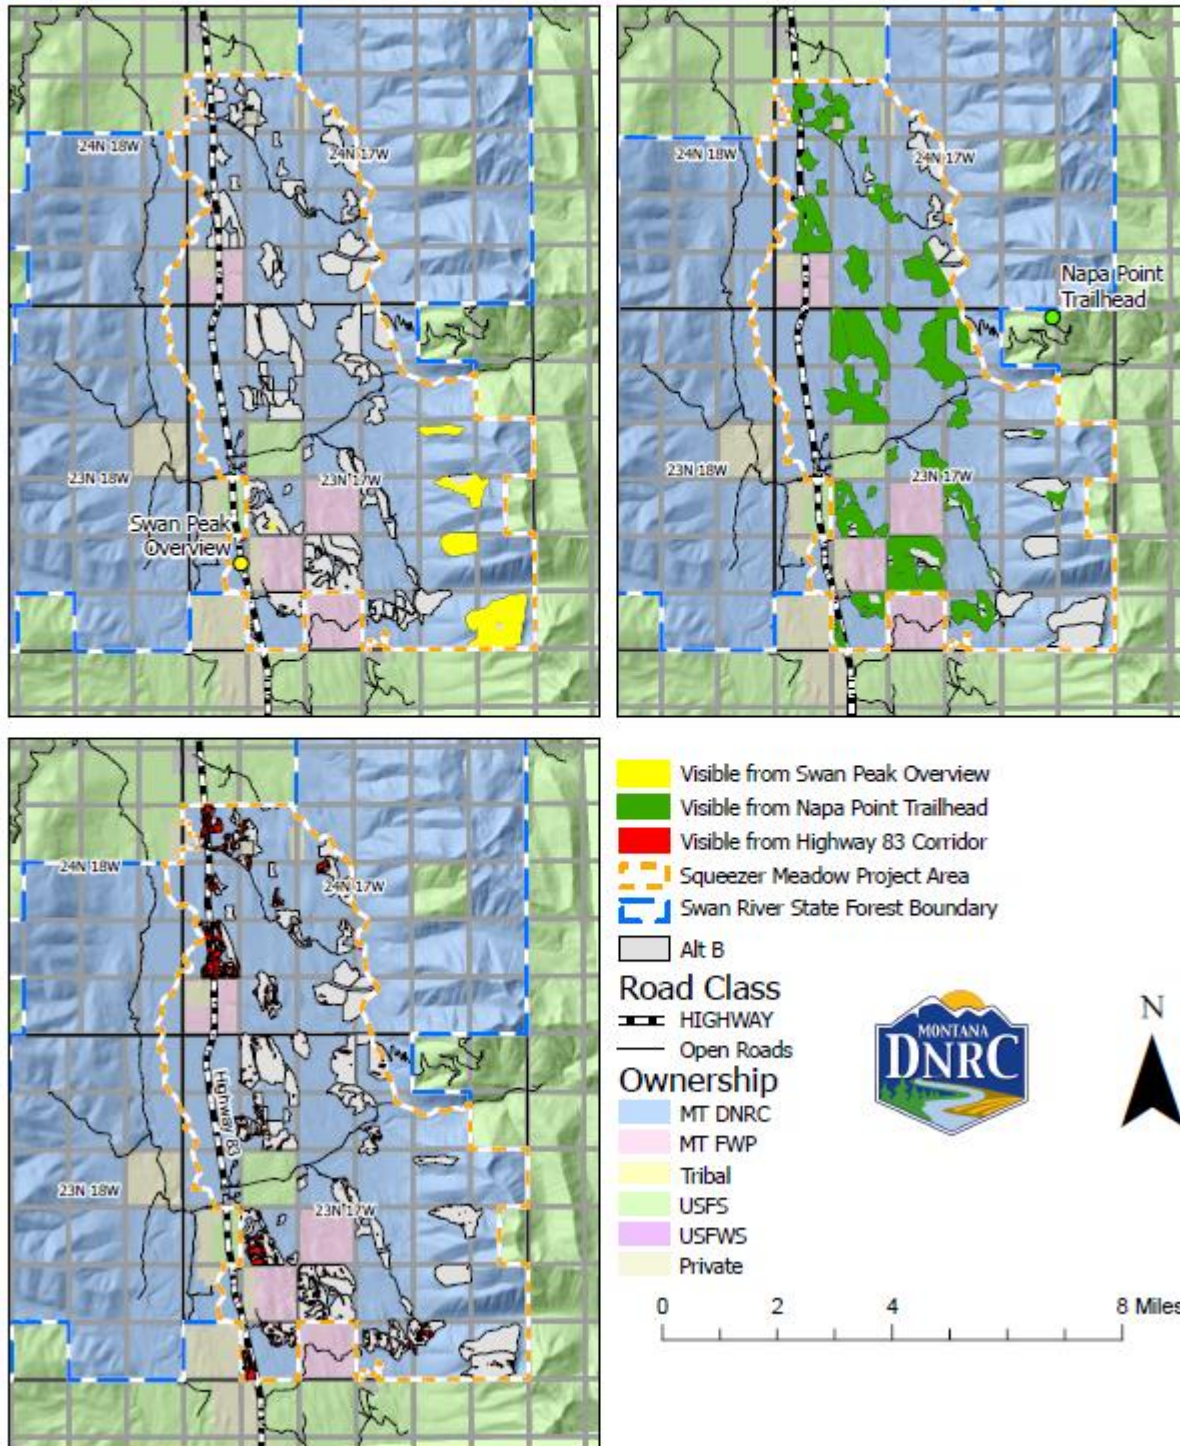 24N 18W
24N 17W
23N 18W
23N 17W
Swan Peak
Overview
24N 18W
24N 17W
Napa Point
Trailhead
23N 18W
23N 17W
24N 18W
24N 17W
Highway 83
23N 18W
23N 17W
Visible from Swan Peak Overview
Visible from Napa Point Trailhead
Visible from Highway 83 Corridor
Squeezer Meadow Project Area
Swan River State Forest Boundary
Alt B
Road Class
HIGHWAY
Open Roads
Ownership
MT DNRC
MT FWP
Tribal
USFS
USFWS
Private
MONTANA
DNRC
N
0 2 4 8 Miles